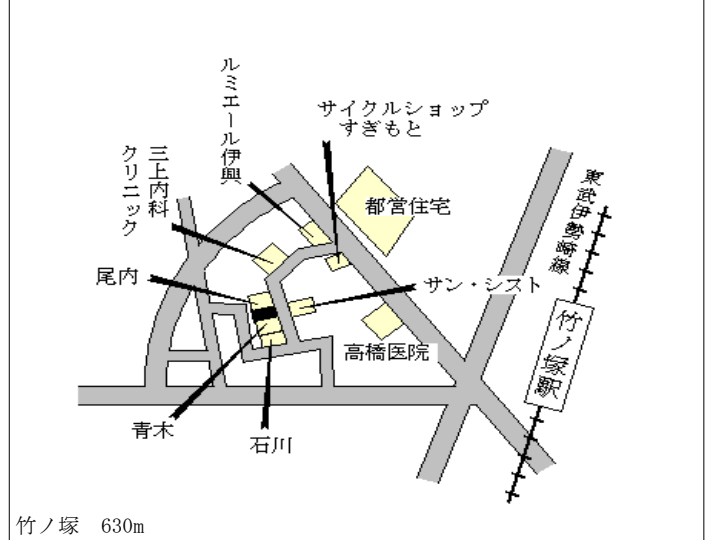 ルミエール伊興
サイクルショップ
すぎもと
三上内科
クリニック
都営住宅
東武伊勢崎線
尾内
サン・シスト
竹ノ塚駅
高橋医院
青木
石川
竹ノ塚　630m